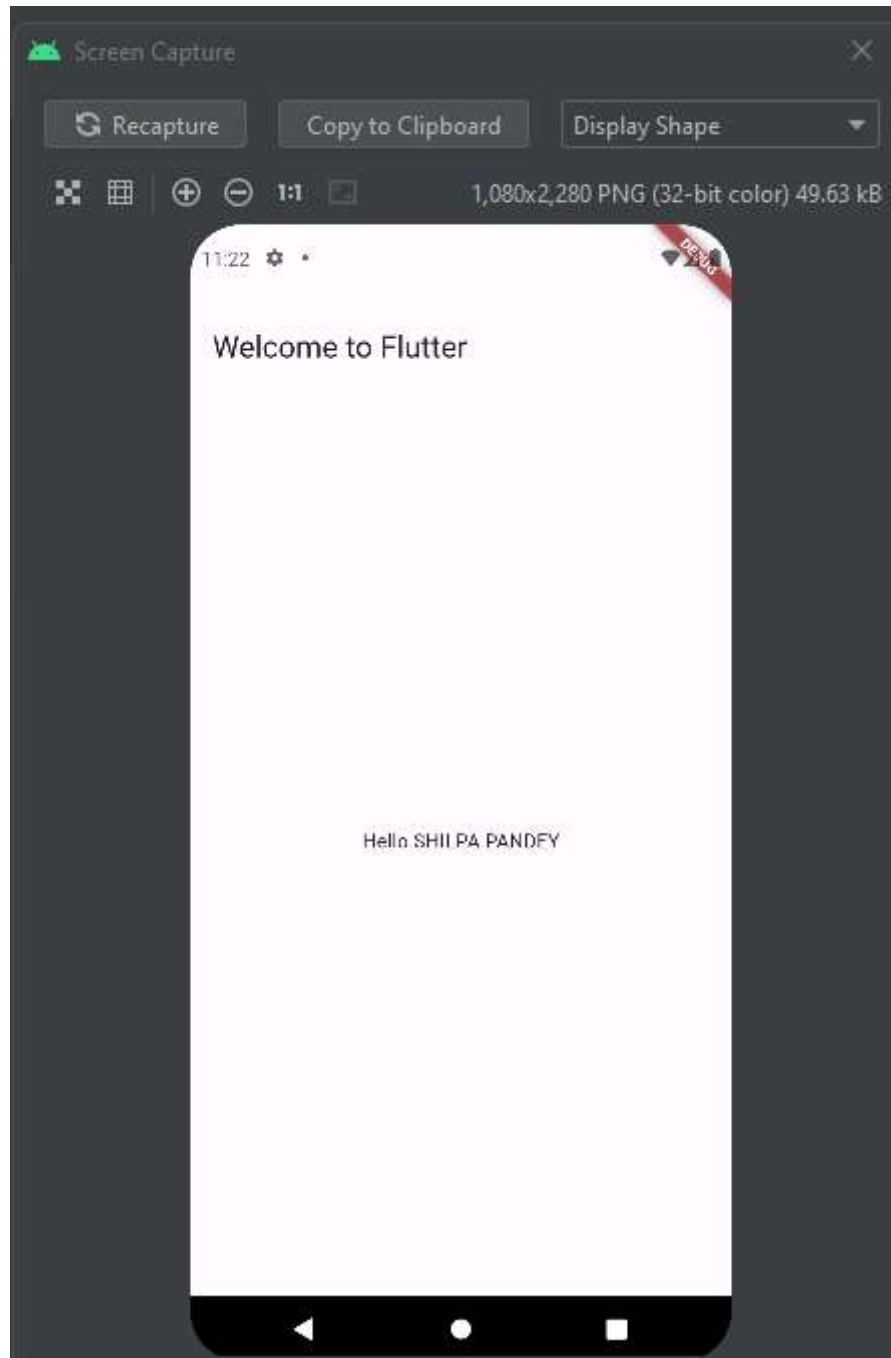 Screen Capture
Recapture Copy to Clipboard Display Shape
1:1 1,080x2,280 PNG (32-bit color) 49.63 kB
11:22 DEBUG
Welcome to Flutter
Hello SHILPA PANDEY